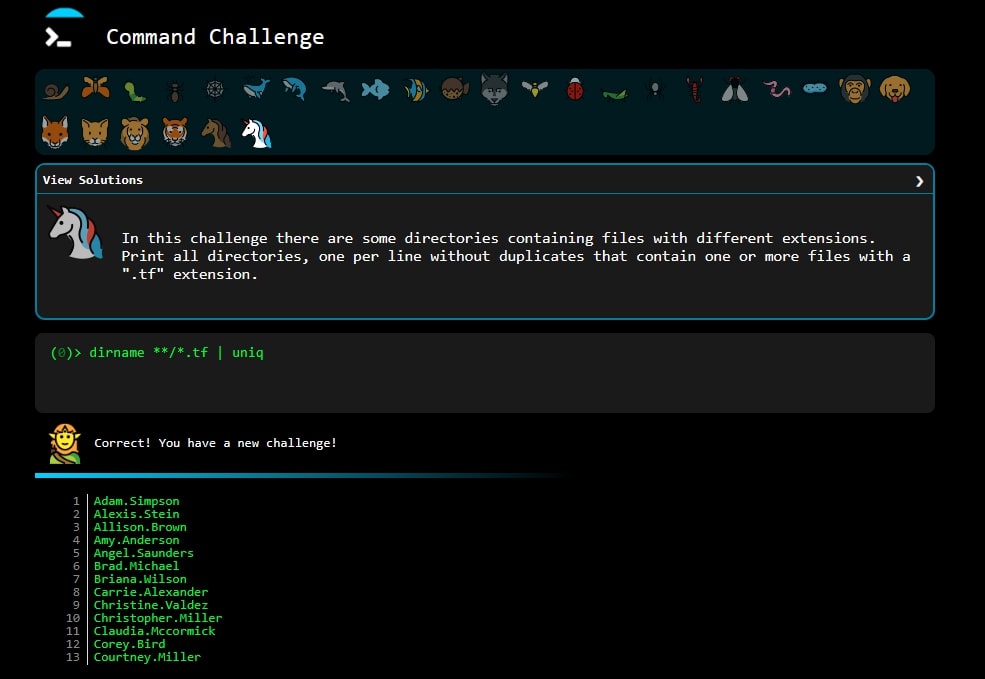 Command Challenge
View Solutions
In this challenge there are some directories containing files with different extensions.
Print all directories, one per line without duplicates that contain one or more files with a
".tf" extension.
(0)> dirname **/*.tf | uniq
Correct! You have a new challenge!
1 Adam.Simpson
2 Alexis.Stein
3 Allison.Brown
4 Amy.Anderson
5 Angel.Saunders
6 Brad.Michael
7 Briana.Wilson
8 Carrie.Alexander
9 Christine.Valdez
10 Christopher.Miller
11 Claudia.Mccormick
12 Corey.Bird
13 Courtney.Miller